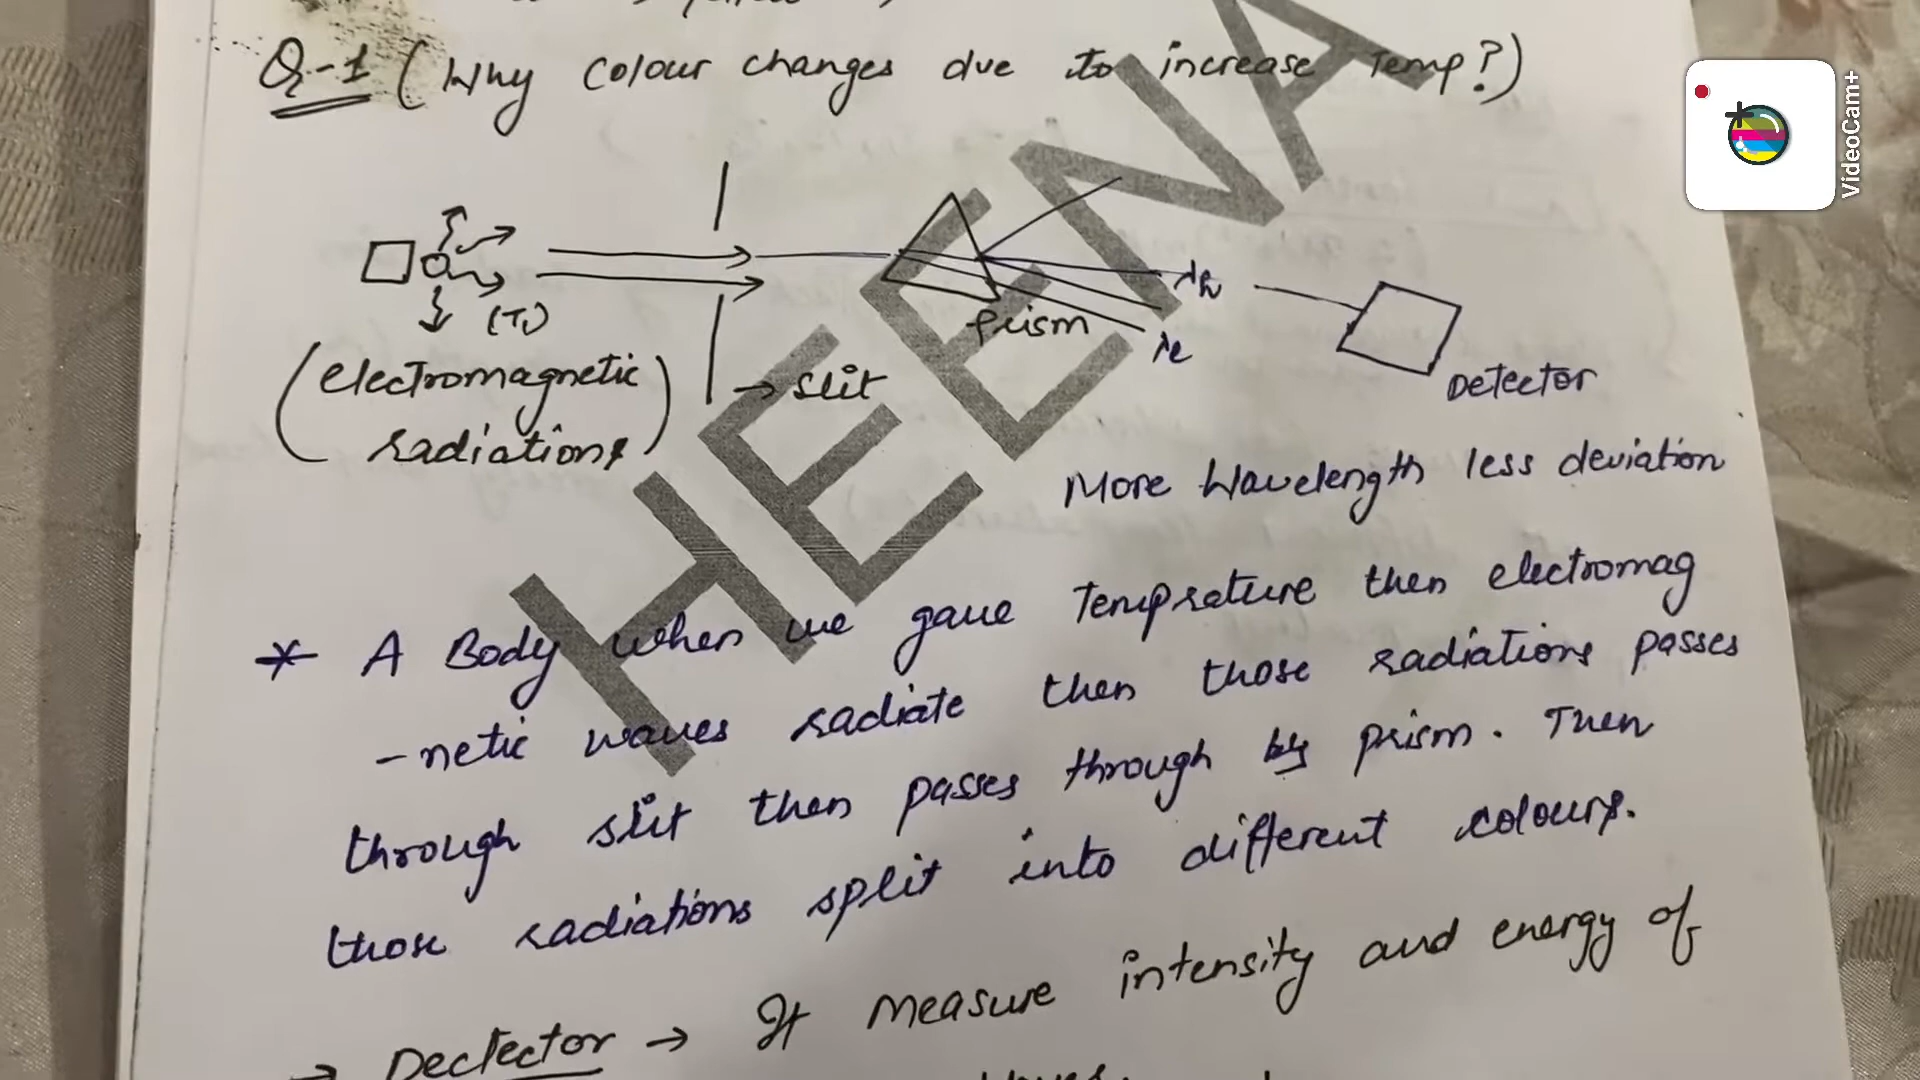 Q-1 (Why colour changes due to increase Temp?)
(T1)
(electromagnetic
radiations)
→ slit
prism
λh
λe
Detector
More Wavelength less deviation
* A Body when we gave Temprature then electromag
-netic waves radiate then those radiations passes
through slit then passes through by prism. Then
those radiations split into different colours.
→ Dectector → It measure intensity and energy of
HEENA
VideoCam+